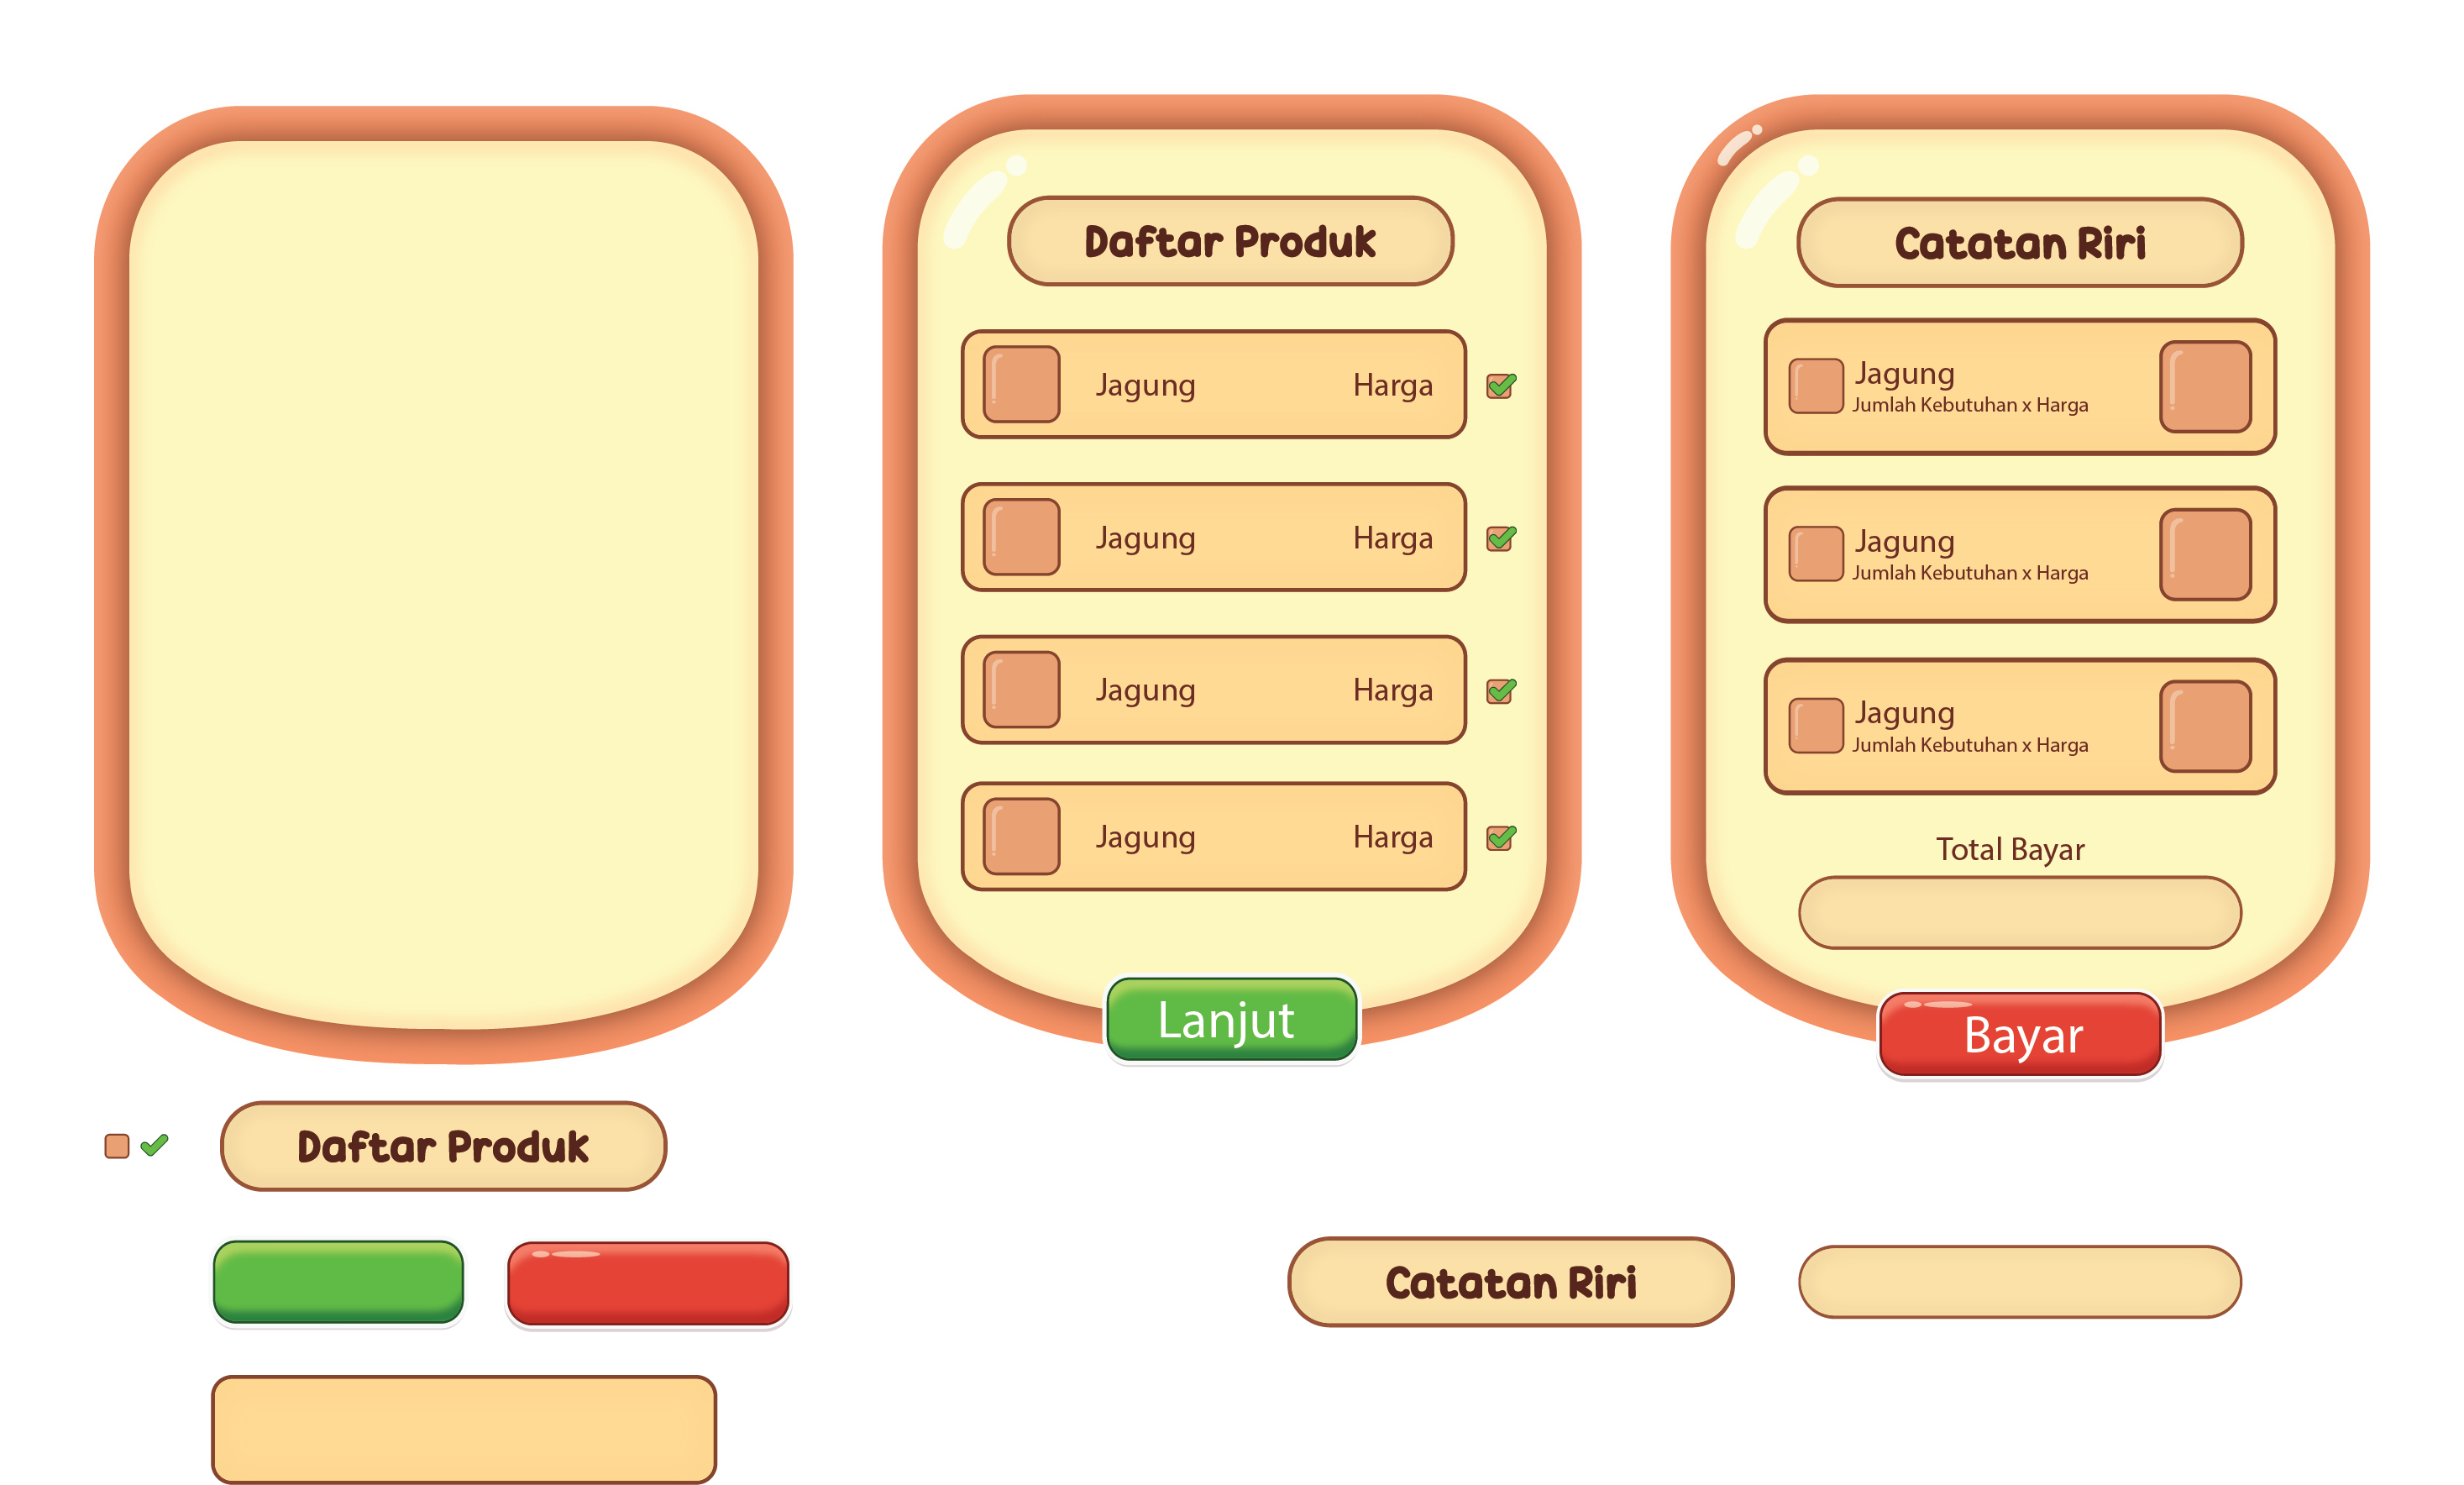 Daftar Produk
Jagung Harga
Jagung Harga
Jagung Harga
Jagung Harga
Lanjut
Catatan Riri
Jagung
Jumlah Kebutuhan x Harga
Jagung
Jumlah Kebutuhan x Harga
Jagung
Jumlah Kebutuhan x Harga
Total Bayar
Bayar
Daftar Produk
Catatan Riri